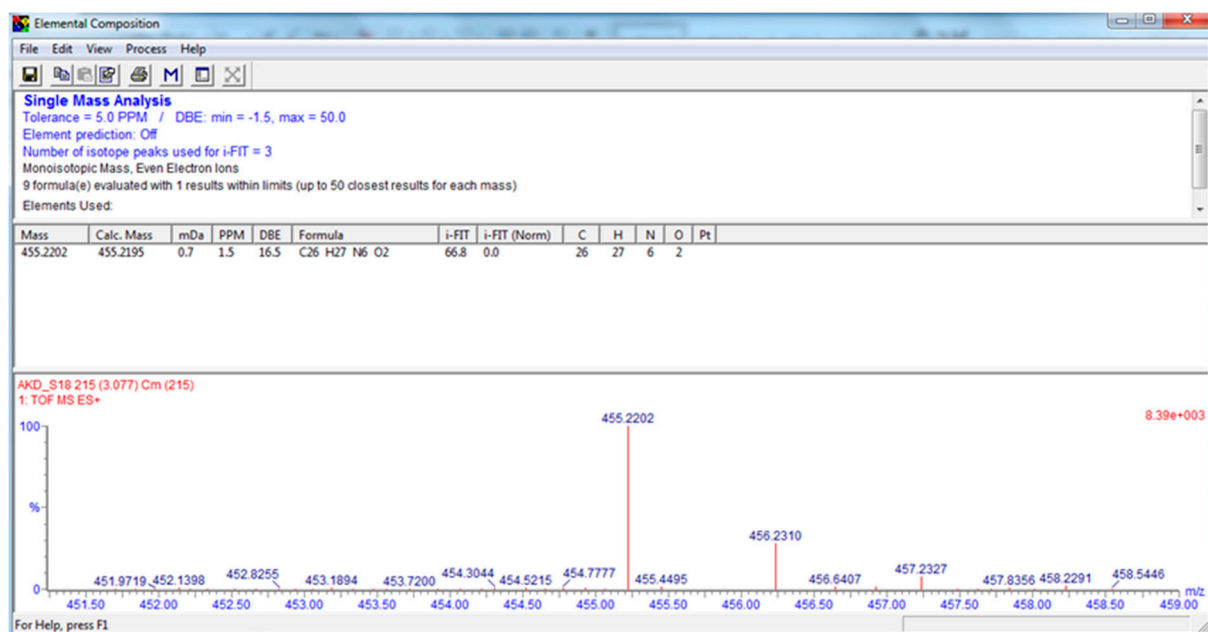 Elemental Composition
File Edit View Process Help
M
Single Mass Analysis
Tolerance = 5.0 PPM / DBE: min = -1.5, max = 50.0
Element prediction: Off
Number of isotope peaks used for i-FIT = 3
Monoisotopic Mass, Even Electron Ions
9 formula(e) evaluated with 1 results within limits (up to 50 closest results for each mass)
Elements Used:
Mass Calc. Mass mDa PPM DBE Formula i-FIT i-FIT (Norm) C H N O Pt
455.2202 455.2195 0.7 1.5 16.5 C26 H27 N6 O2 66.8 0.0 26 27 6 2
AKD_S18 215 (3.077) Cm (215)
1: TOF MS ES+
8.39e+003
100
%
0
455.2202
456.2310
451.9719 452.1398 452.8255 453.1894 453.7200 454.3044 454.5215 454.7777 455.4495 456.6407 457.2327 457.8356 458.2291 458.5446
m/z
451.50 452.00 452.50 453.00 453.50 454.00 454.50 455.00 455.50 456.00 456.50 457.00 457.50 458.00 458.50 459.00
For Help, press F1